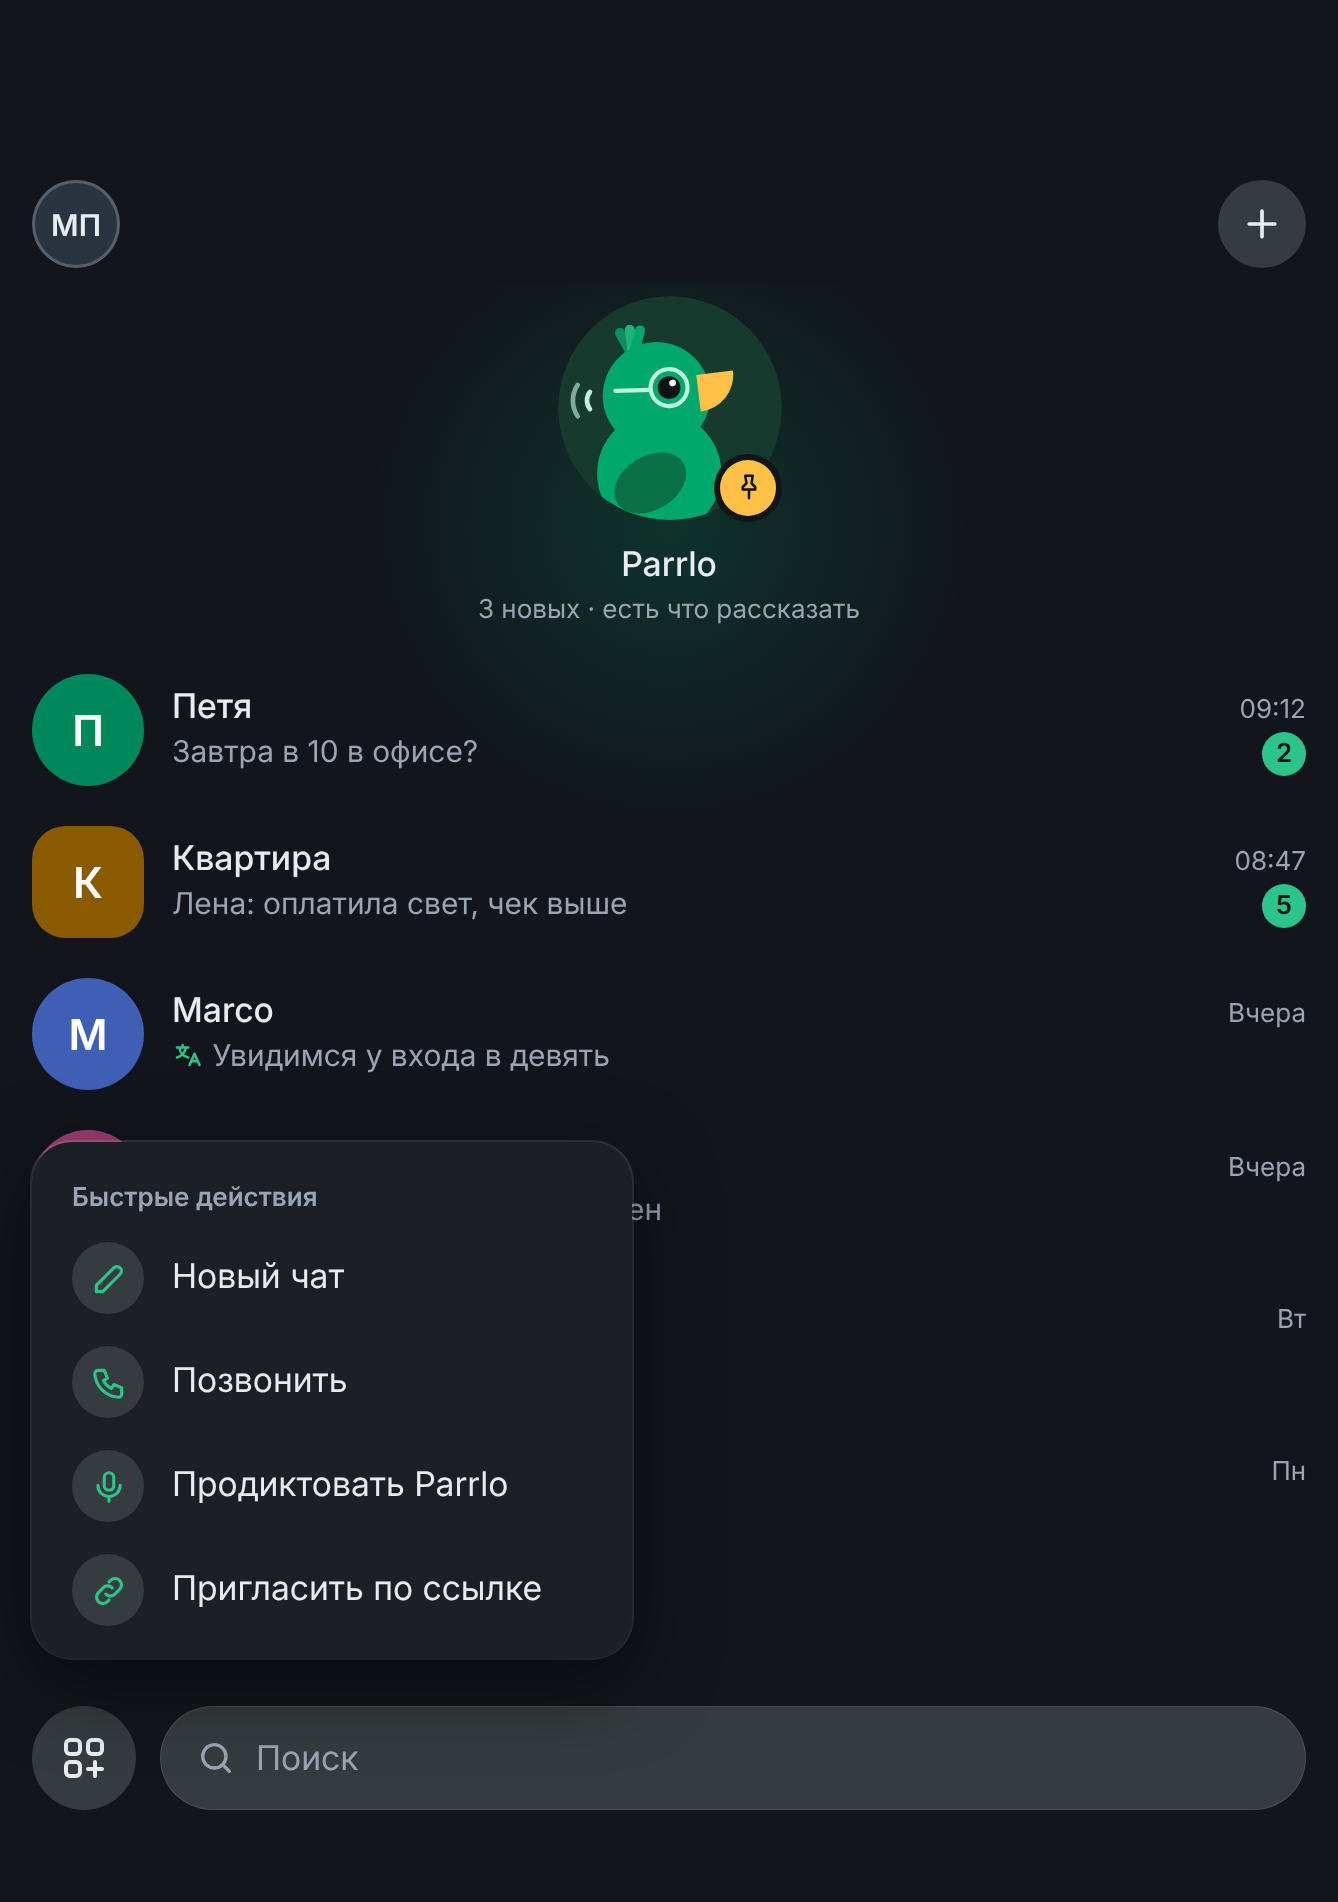 МП
Parrlo
3 новых · есть что рассказать
П
Петя
09:12
Завтра в 10 в офисе?
2
К
Квартира
08:47
Лена: оплатила свет, чек выше
5
M
Marco
Вчера
Увидимся у входа в девять
Вчера
ен
Быстрые действия
Новый чат
Вт
Позвонить
Пн
Продиктовать Parrlo
Пригласить по ссылке
Поиск